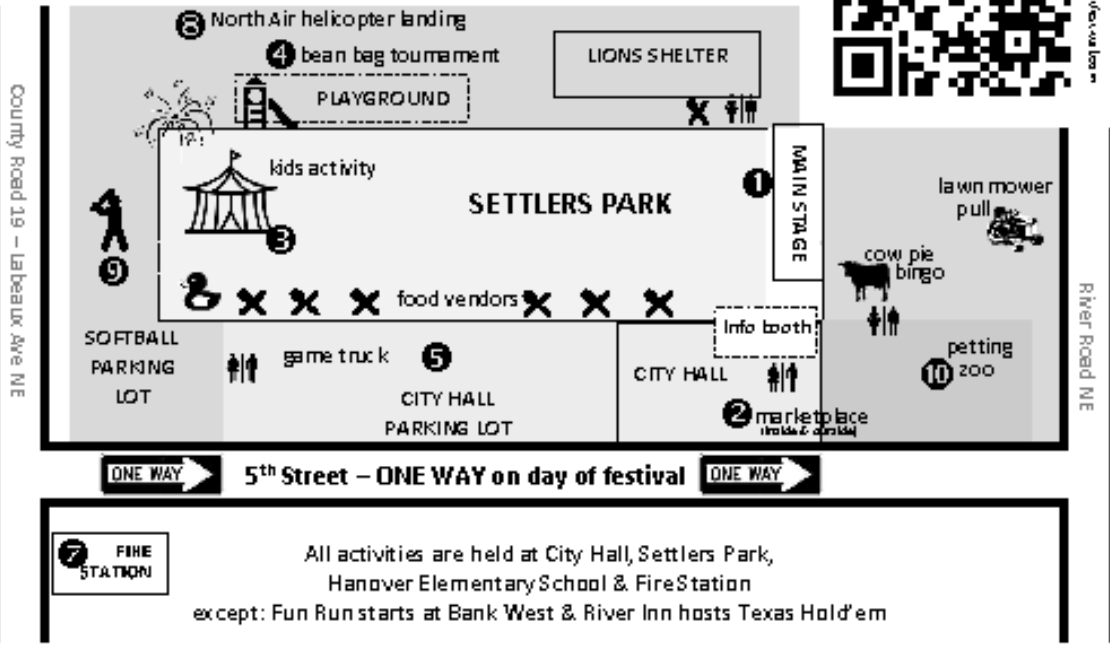 8 North Air helicopter landing
4 bean bag tournament
LIONS SHELTER
PLAYGROUND
kids activity
3
SETTLERS PARK
1
MAIN STAGE
lawn mower
pull
cow pie
bingo
9
food vendors
Info booth
SOFTBALL
PARKING
LOT
game truck 5
CITY HALL
PARKING LOT
CITY HALL
petting
10 zoo
2 marketplace
(inside & outside)
County Road 19 – Labeaux Ave NE
River Road NE
ONE WAY
5th Street – ONE WAY on day of festival
ONE WAY
7 FIRE
STATION
All activities are held at City Hall, Settlers Park,
Hanover Elementary School & Fire Station
except: Fun Run starts at Bank West & River Inn hosts Texas Hold'em